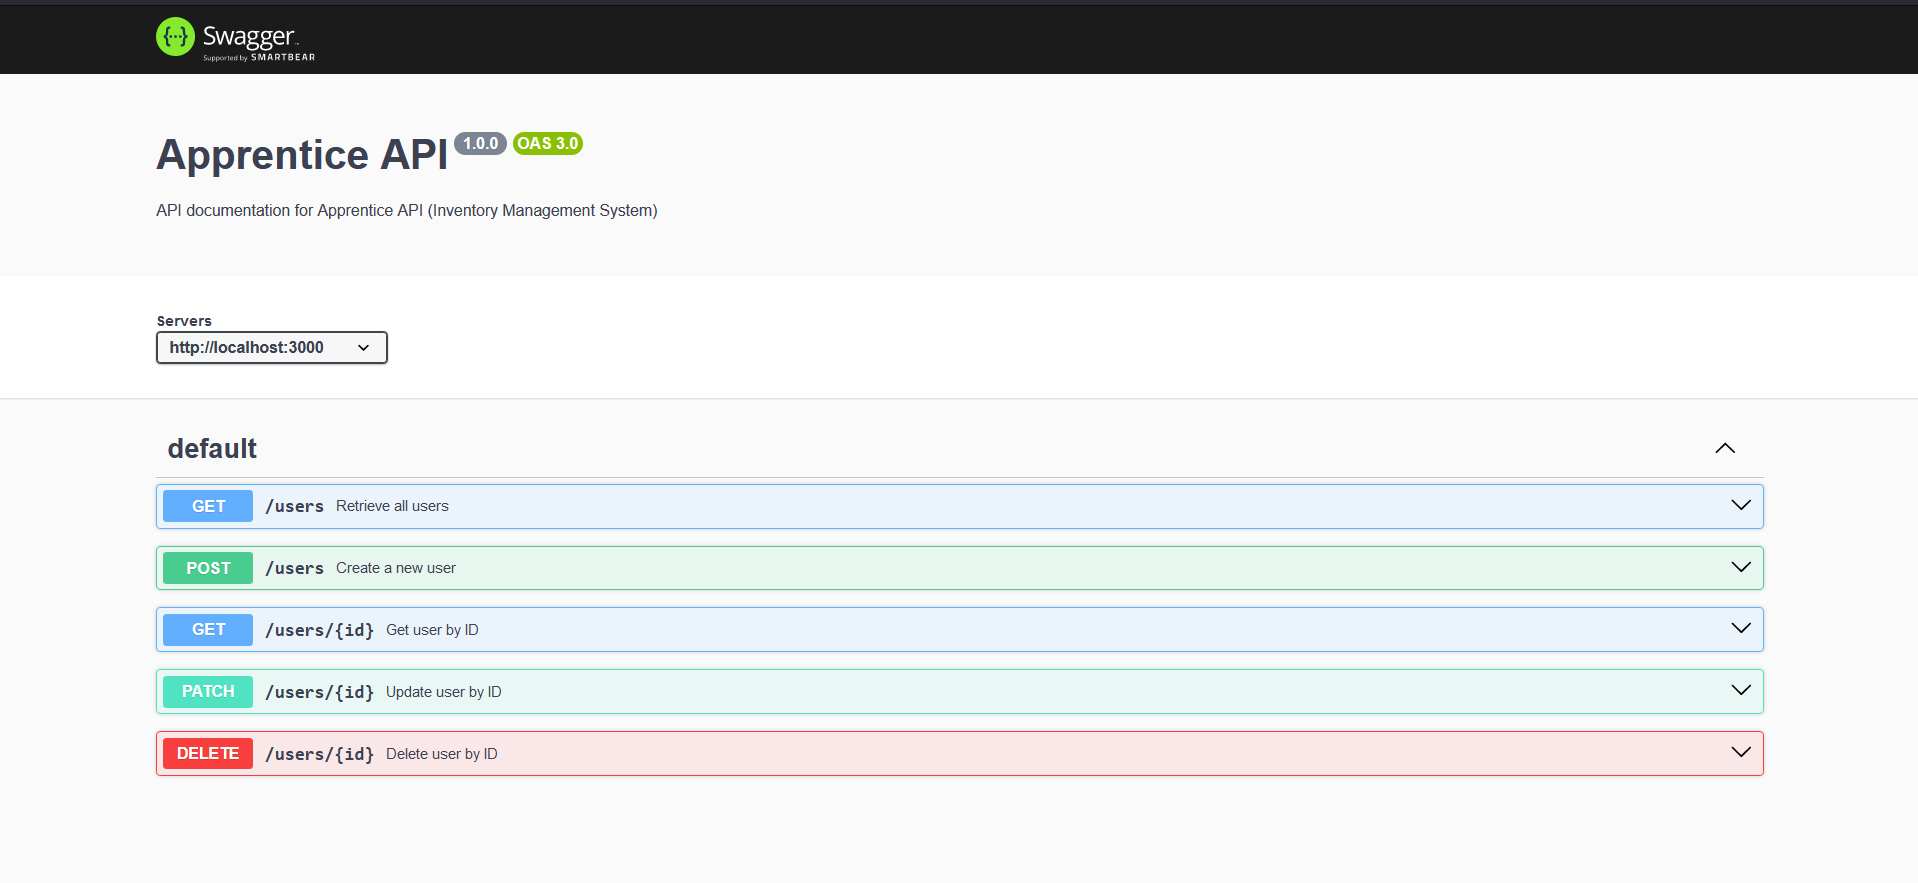 {···} Swagger™
Supported by SMARTBEAR
Apprentice API 1.0.0 OAS 3.0
API documentation for Apprentice API (Inventory Management System)
Servers
http://localhost:3000
default
GET /users Retrieve all users
POST /users Create a new user
GET /users/{id} Get user by ID
PATCH /users/{id} Update user by ID
DELETE /users/{id} Delete user by ID